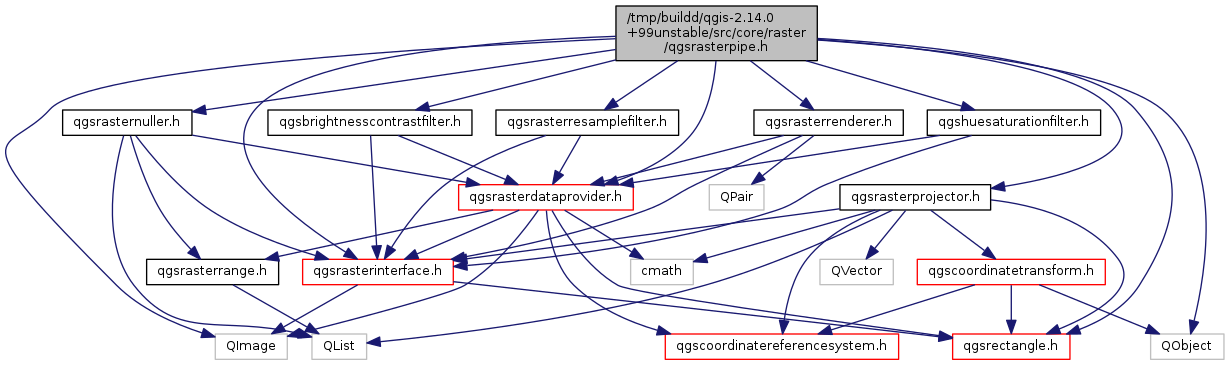 /tmp/buildd/qgis-2.14.0
+99unstable/src/core/raster
/qgsrasterpipe.h
qgsrasternuller.h
qgsbrightnesscontrastfilter.h
qgsrasterresamplefilter.h
qgsrasterrenderer.h
qgshuesaturationfilter.h
qgsrasterdataprovider.h
QPair
qgsrasterprojector.h
qgsrasterrange.h
qgsrasterinterface.h
cmath
QVector
qgscoordinatetransform.h
QImage
QList
qgscoordinatereferencesystem.h
qgsrectangle.h
QObject